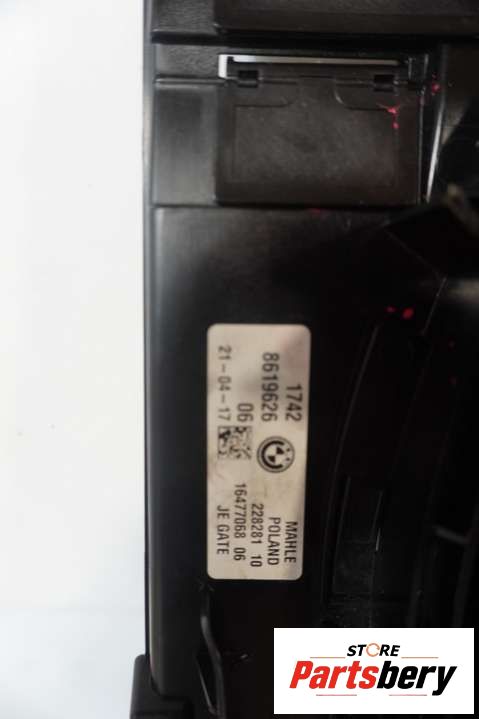 1742
8619626
06
21-04-17
MAHLE
POLAND
228281 10
16477068 06
JE GATE
STORE
Partsbery